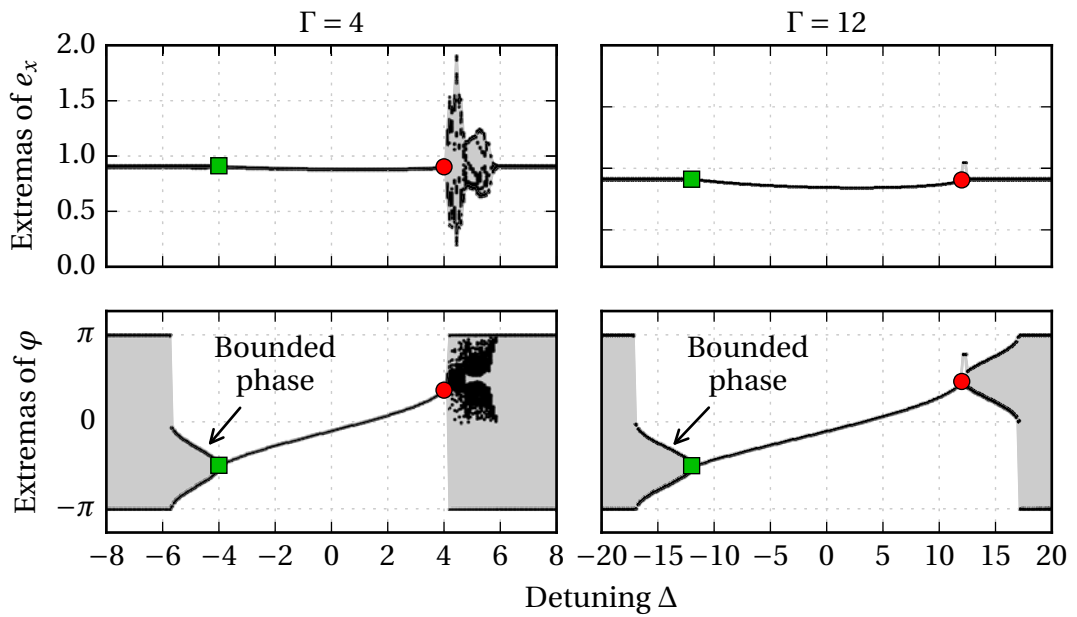 Γ = 4
Γ = 12
Extremas of eₓ
2.0
1.5
1.0
0.5
0.0
Extremas of φ
π
0
−π
Bounded
phase
Bounded
phase
−8 −6 −4 −2 0 2 4 6 8
−20 −15 −10 −5 0 5 10 15 20
Detuning Δ